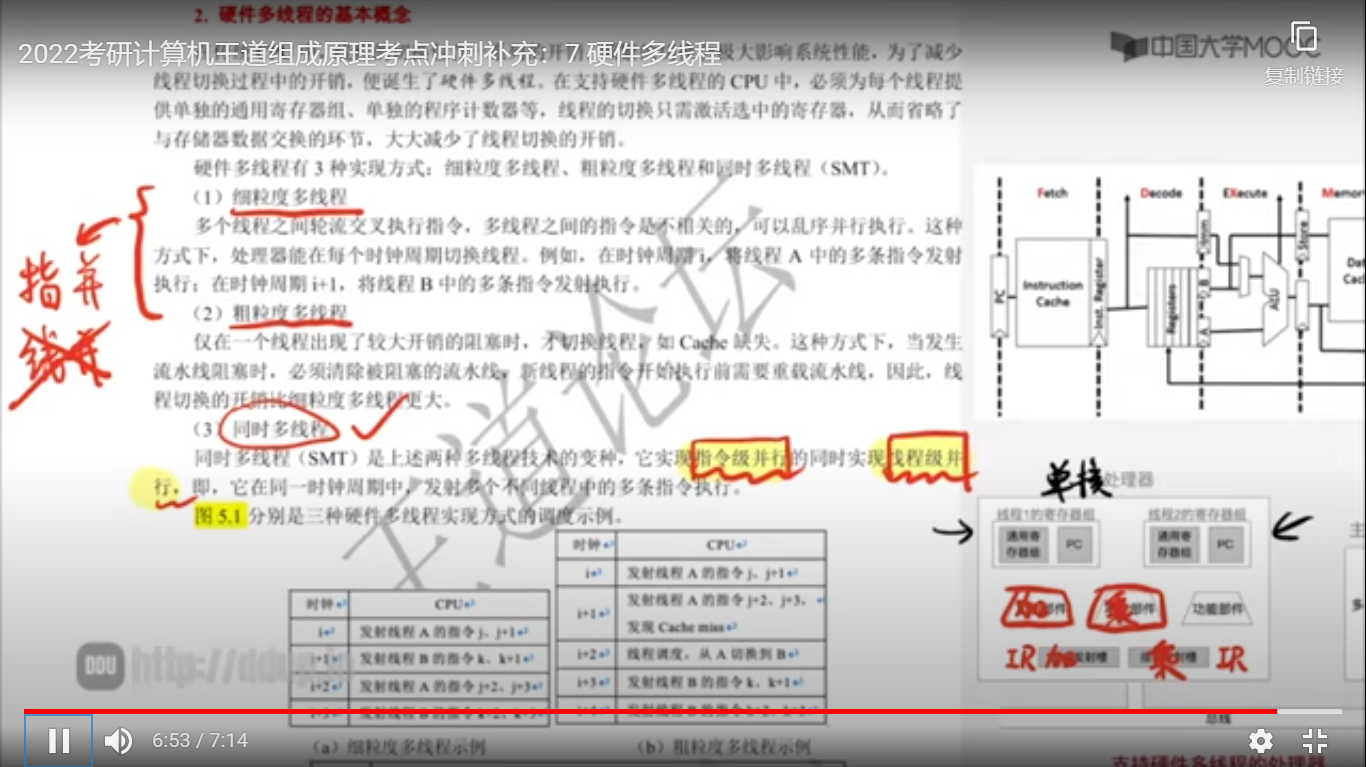 2. 硬件多线程的基本概念
2022考研计算机王道组成原理考点冲刺补充：7 硬件多线程
极大影响系统性能，为了减少
中国大学MOOC
复制链接
线程切换过程中的开销，便诞生了硬件多线程。在支持硬件多线程的 CPU 中，必须为每个线程提
供单独的通用寄存器组、单独的程序计数器等，线程的切换只需激活选中的寄存器，从而省略了
与存储器数据交换的环节，大大减少了线程切换的开销。
硬件多线程有 3 种实现方式：细粒度多线程、粗粒度多线程和同时多线程（SMT）。
（1）细粒度多线程
多个线程之间轮流交叉执行指令，多线程之间的指令是不相关的，可以乱序并行执行。这种
方式下，处理器能在每个时钟周期切换线程。例如，在时钟周期 i，将线程 A 中的多条指令发射
执行；在时钟周期 i+1，将线程 B 中的多条指令发射执行。
（2）粗粒度多线程
仅在一个线程出现了较大开销的阻塞时，才切换线程，如 Cache 缺失。这种方式下，当发生
流水线阻塞时，必须清除被阻塞的流水线，新线程的指令开始执行前需要重载流水线，因此，线
程切换的开销比细粒度多线程更大。
（3）同时多线程
同时多线程（SMT）是上述两种多线程技术的变种，它实现指令级并行的同时实现线程级并
行，即，它在同一时钟周期中，发射多个不同线程中的多条指令执行。
图 5.1 分别是三种硬件多线程实现方式的调度示例。
指并
时钟 CPU
i 发射线程 A 的指令 j、j+1
i+1 发射线程 B 的指令 k、k+1
i+2 发射线程 A 的指令 j+2、j+3
i+3 发射线程 B 的指令 k+2、k+3
（a）细粒度多线程示例
时钟 CPU
i 发射线程 A 的指令 j、j+1
i+1 发射线程 A 的指令 j+2、j+3，
发现 Cache miss
i+2 线程调度，从 A 切换到 B
i+3 发射线程 B 的指令 k、k+1
i+4 发射线程 B 的指令 k+2、k+3
（b）粗粒度多线程示例
王道论坛
Fetch Decode EXecute Memor
PC
Instruction
Cache
Inst. Register
Registers
Imm
B
A
ALU
Store
Dat
Cach
单核处理器
线程1的寄存器组 线程2的寄存器组
通用寄
存器组
PC
通用寄
存器组
PC
加 部件 乘 部件 功能部件
IR 加 发射槽 乘 射槽 IR
总线
主
多
支持硬件多线程的处理器
DDU
http://ddu
6:53 / 7:14